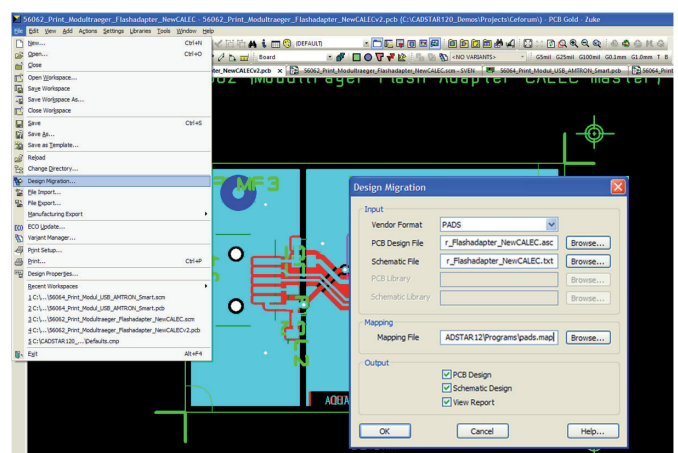 56062_Print_Modultraeger_Flashadapter_NewCALEC - 56062_Print_Modultraeger_Flashadapter_NewCALECv2.pcb (C:\CADSTAR120_Demos\Projects\Ceforum\) - PCB Gold - Zuke
File Edit View Add Actions Settings Libraries Tools Window Help
(DEFAULT)
Board
<NO VARIANTS>
G5mil G25mil G100mil G0.1mm G1.0mm T B
ter_NewCALECv2.pcb x
56062_Print_Modultraeger_Flashadapter_NewCALEC.scm - SVEN
56064_Print_Modul_USB_AMTRON_Smart.pcb
56064_Print
New... Ctrl+N
Open... Ctrl+O
Close
Open Workspace...
Save Workspace
Save Workspace As...
Close Workspace
Save Ctrl+S
Save As...
Save as Template...
Reload
Change Directory...
Design Migration...
File Import...
File Export...
Manufacturing Export
ECO Update...
Variant Manager...
Print Setup...
Print... Ctrl+P
Design Properties...
Recent Workspaces
1 C:\...\56064_Print_Modul_USB_AMTRON_Smart.scm
2 C:\...\56064_Print_Modul_USB_AMTRON_Smart.pcb
3 C:\...\56062_Print_Modultraeger_Flashadapter_NewCALEC.scm
4 C:\...\56062_Print_Modultraeger_Flashadapter_NewCALECv2.pcb
5 C:\CADSTAR120_...\Defaults.cmp
Exit Alt+F4
MF3
Design Migration
Input
Vendor Format PADS
PCB Design File r_Flashadapter_NewCALEC.asc Browse...
Schematic File r_Flashadapter_NewCALEC.txt Browse...
PCB Library Browse...
Schematic Library Browse...
Mapping
Mapping File ADSTAR12\Programs\pads.map Browse...
Output
PCB Design
Schematic Design
View Report
OK Cancel Help...